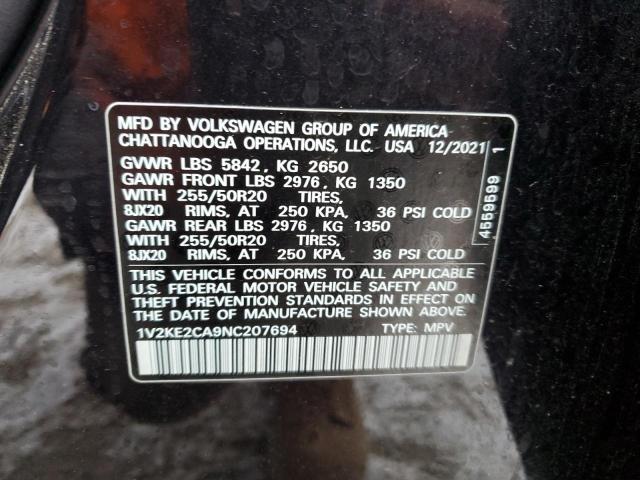 MFD BY VOLKSWAGEN GROUP OF AMERICA
CHATTANOOGA OPERATIONS, LLC. USA 12/2021
GVWR LBS 5842, KG 2650
GAWR FRONT LBS 2976, KG 1350
WITH 255/50R20 TIRES,
8JX20 RIMS, AT 250 KPA, 36 PSI COLD
GAWR REAR LBS 2976, KG 1350
WITH 255/50R20 TIRES,
8JX20 RIMS, AT 250 KPA, 36 PSI COLD
THIS VEHICLE CONFORMS TO ALL APPLICABLE
U.S. FEDERAL MOTOR VEHICLE SAFETY AND
THEFT PREVENTION STANDARDS IN EFFECT ON
THE DATE OF MANUFACTURE SHOWN ABOVE.
1V2KE2CA9NC207694 TYPE: MPV
4559599 1